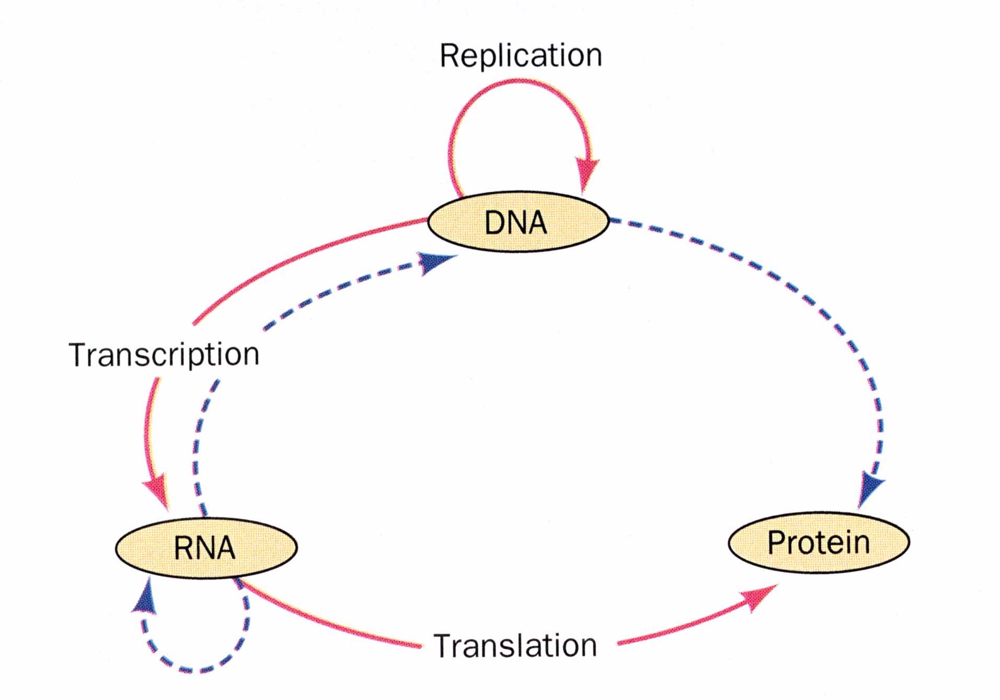 Replication
DNA
Transcription
RNA
Protein
Translation